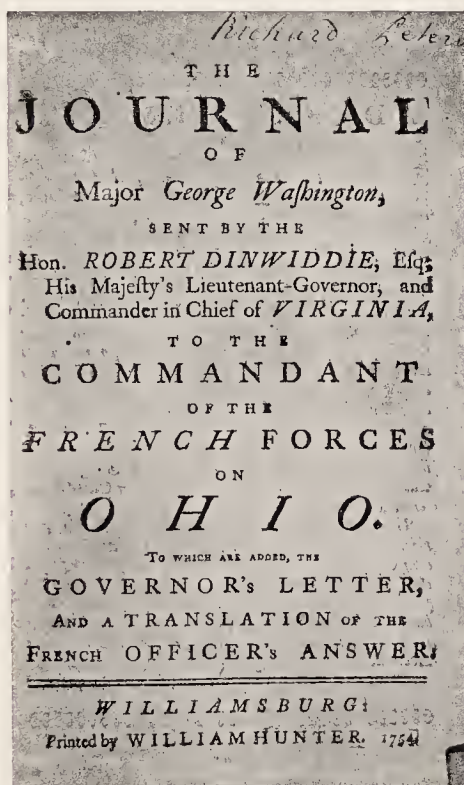 Richard Peters
THE
JOURNAL
OF
Major George Waſhington,
SENT BY THE
Hon. ROBERT DINWIDDIE, Eſq;
His Majeſty's Lieutenant-Governor, and
Commander in Chief of VIRGINIA,
TO THE
COMMANDANT
OF THE
FRENCH FORCES
ON
OHIO.
To WHICH ARE ADDED, THE
GOVERNOR's LETTER,
AND A TRANSLATION OF THE
FRENCH OFFICER's ANSWER.
WILLIAMSBURG:
Printed by WILLIAM HUNTER. 1754.